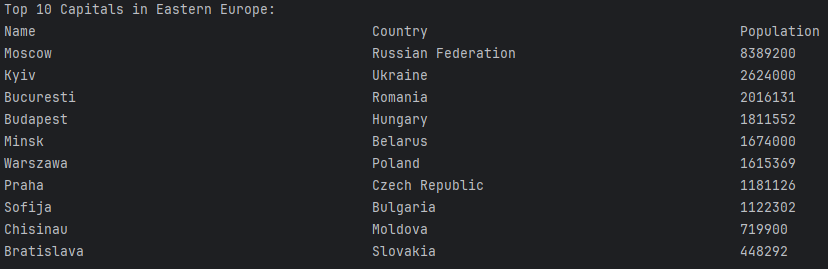 Top 10 Capitals in Eastern Europe:
Name Country Population
Moscow Russian Federation 8389200
Kyiv Ukraine 2624000
Bucuresti Romania 2016131
Budapest Hungary 1811552
Minsk Belarus 1674000
Warszawa Poland 1615369
Praha Czech Republic 1181126
Sofija Bulgaria 1122302
Chisinau Moldova 719900
Bratislava Slovakia 448292